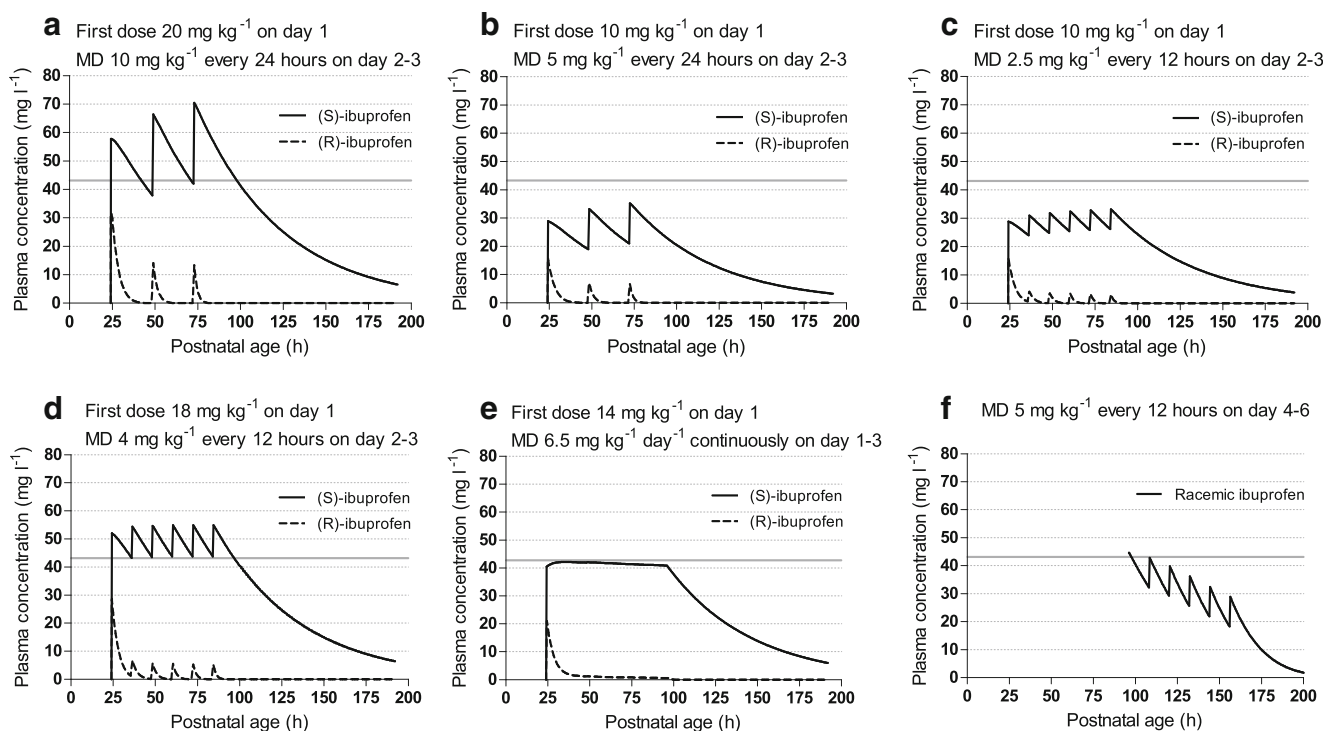 a First dose 20 mg kg⁻¹ on day 1
MD 10 mg kg⁻¹ every 24 hours on day 2-3
Plasma concentration (mg l⁻¹)
80
70
60
50
40
30
20
10
0
(S)-ibuprofen
(R)-ibuprofen
0 25 50 75 100 125 150 175 200
Postnatal age (h)
b First dose 10 mg kg⁻¹ on day 1
MD 5 mg kg⁻¹ every 24 hours on day 2-3
Plasma concentration (mg l⁻¹)
80
70
60
50
40
30
20
10
0
(S)-ibuprofen
(R)-ibuprofen
0 25 50 75 100 125 150 175 200
Postnatal age (h)
c First dose 10 mg kg⁻¹ on day 1
MD 2.5 mg kg⁻¹ every 12 hours on day 2-3
Plasma concentration (mg l⁻¹)
80
70
60
50
40
30
20
10
0
(S)-ibuprofen
(R)-ibuprofen
0 25 50 75 100 125 150 175 200
Postnatal age (h)
d First dose 18 mg kg⁻¹ on day 1
MD 4 mg kg⁻¹ every 12 hours on day 2-3
Plasma concentration (mg l⁻¹)
80
70
60
50
40
30
20
10
0
(S)-ibuprofen
(R)-ibuprofen
0 25 50 75 100 125 150 175 200
Postnatal age (h)
e First dose 14 mg kg⁻¹ on day 1
MD 6.5 mg kg⁻¹ day⁻¹ continuously on day 1-3
Plasma concentration (mg l⁻¹)
80
70
60
50
40
30
20
10
0
(S)-ibuprofen
(R)-ibuprofen
0 25 50 75 100 125 150 175 200
Postnatal age (h)
f MD 5 mg kg⁻¹ every 12 hours on day 4-6
Plasma concentration (mg l⁻¹)
80
70
60
50
40
30
20
10
0
Racemic ibuprofen
0 25 50 75 100 125 150 175 200
Postnatal age (h)